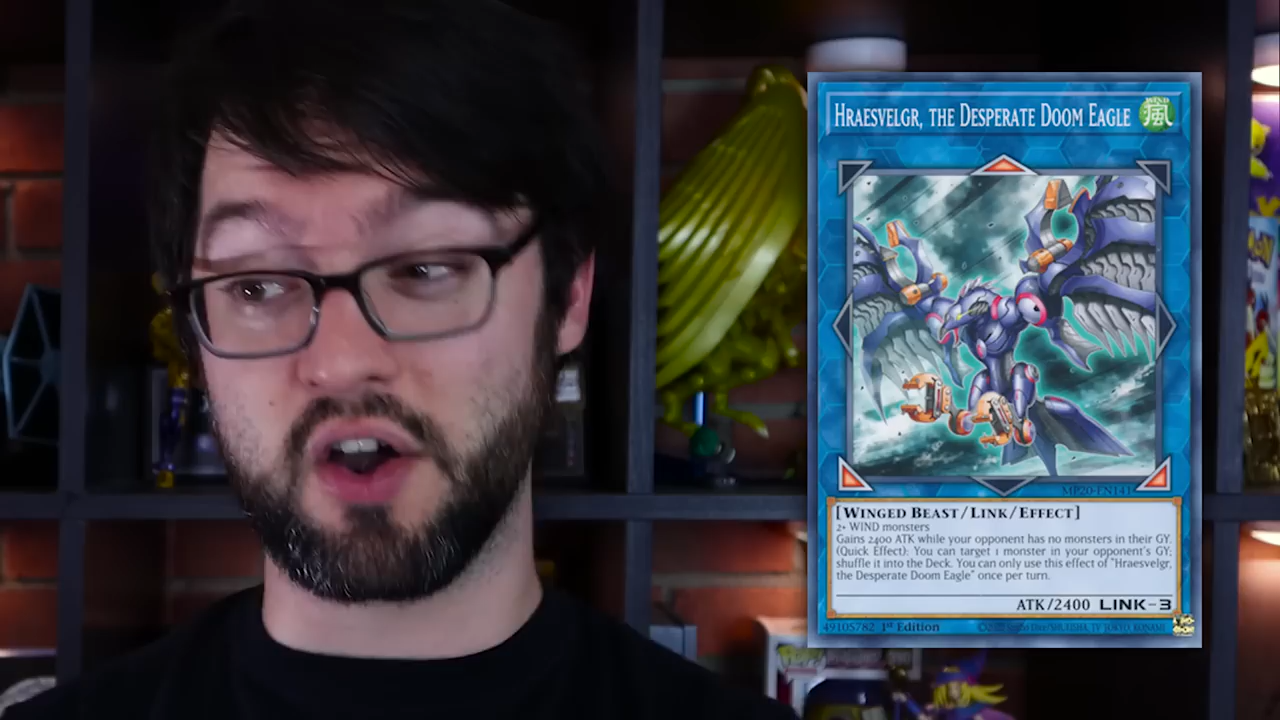 HRAESVELGR, THE DESPERATE DOOM EAGLE
WIND
風
MP20-EN141
[WINGED BEAST/LINK/EFFECT]
2+ WIND monsters
Gains 2400 ATK while your opponent has no monsters in their GY.
(Quick Effect): You can target 1 monster in your opponent's GY;
shuffle it into the Deck. You can only use this effect of "Hraesvelgr,
the Desperate Doom Eagle" once per turn.
ATK/2400 LINK-3
49105782 1st Edition